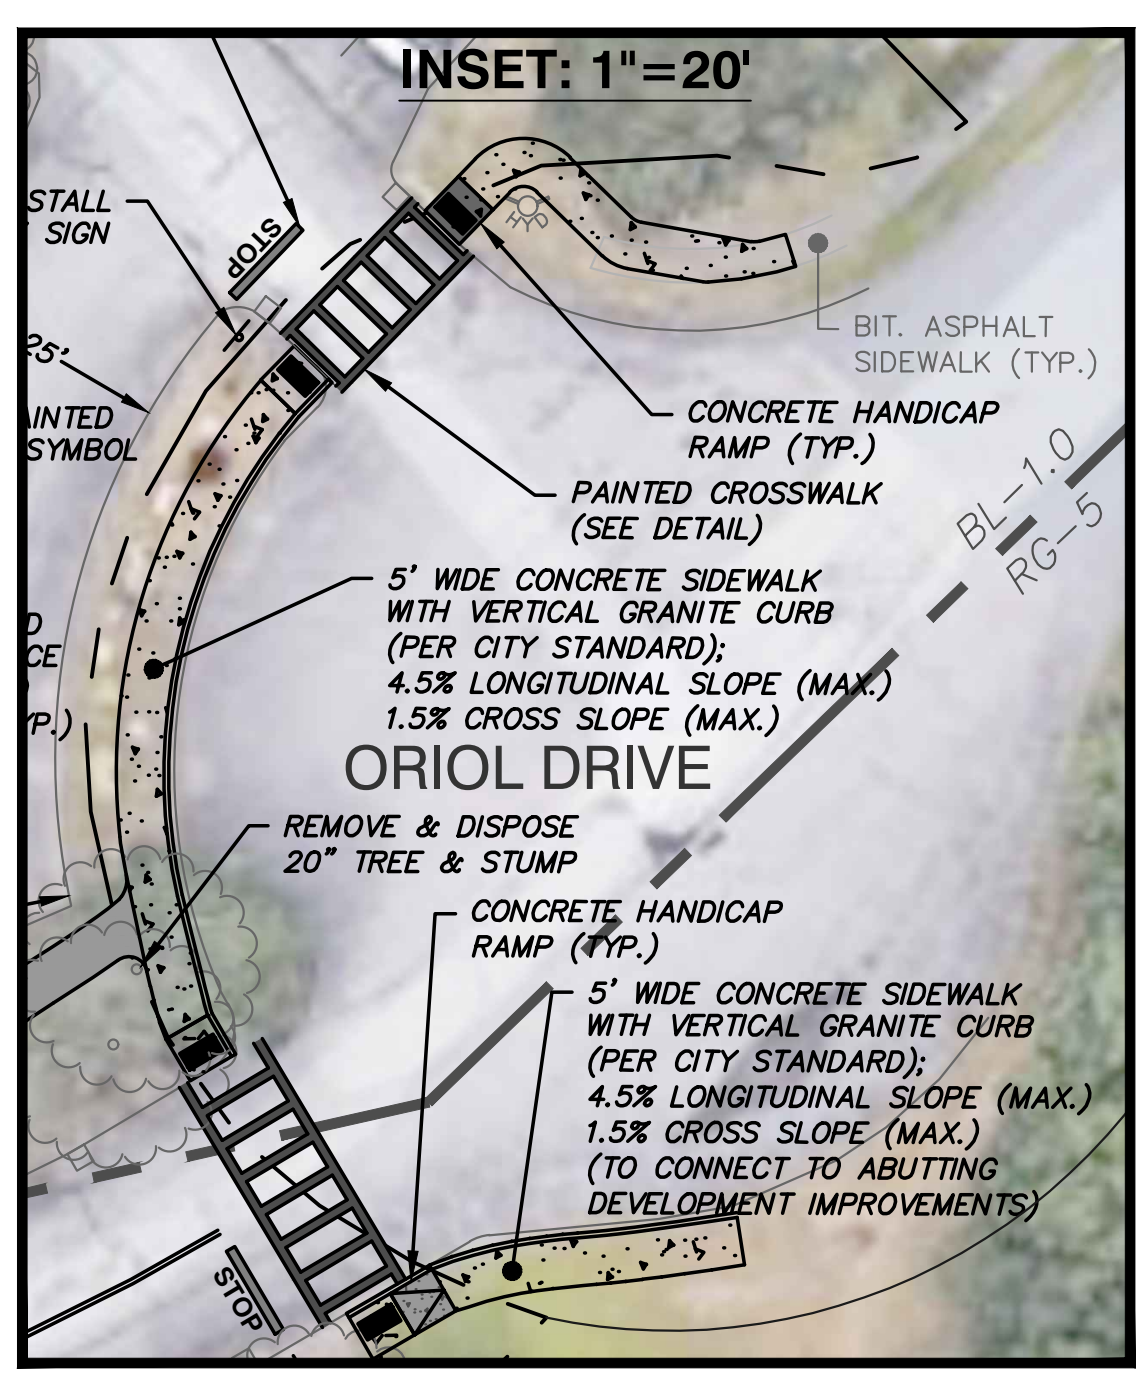 INSET: 1"=20'
STALL
SIGN
STOP
HYD
25'
BIT. ASPHALT
SIDEWALK (TYP.)
AINTED
SYMBOL
CONCRETE HANDICAP
RAMP (TYP.)
PAINTED CROSSWALK
(SEE DETAIL)
BL-1.0
RG-5
5' WIDE CONCRETE SIDEWALK
WITH VERTICAL GRANITE CURB
(PER CITY STANDARD);
4.5% LONGITUDINAL SLOPE (MAX.)
1.5% CROSS SLOPE (MAX.)
D
CE
YP.)
ORIOL DRIVE
REMOVE & DISPOSE
20" TREE & STUMP
CONCRETE HANDICAP
RAMP (TYP.)
5' WIDE CONCRETE SIDEWALK
WITH VERTICAL GRANITE CURB
(PER CITY STANDARD);
4.5% LONGITUDINAL SLOPE (MAX.)
1.5% CROSS SLOPE (MAX.)
(TO CONNECT TO ABUTTING
DEVELOPMENT IMPROVEMENTS)
STOP